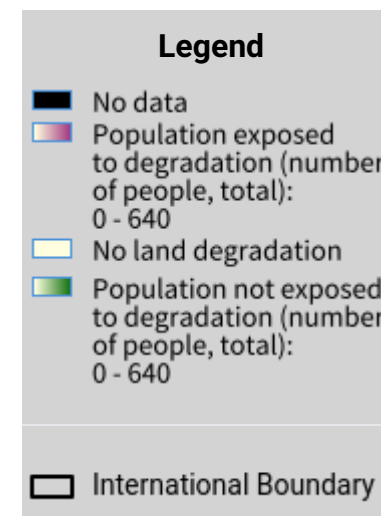 Legend
No data
Population exposed
to degradation (number
of people, total):
0 - 640
No land degradation
Population not exposed
to degradation (number
of people, total):
0 - 640
International Boundary